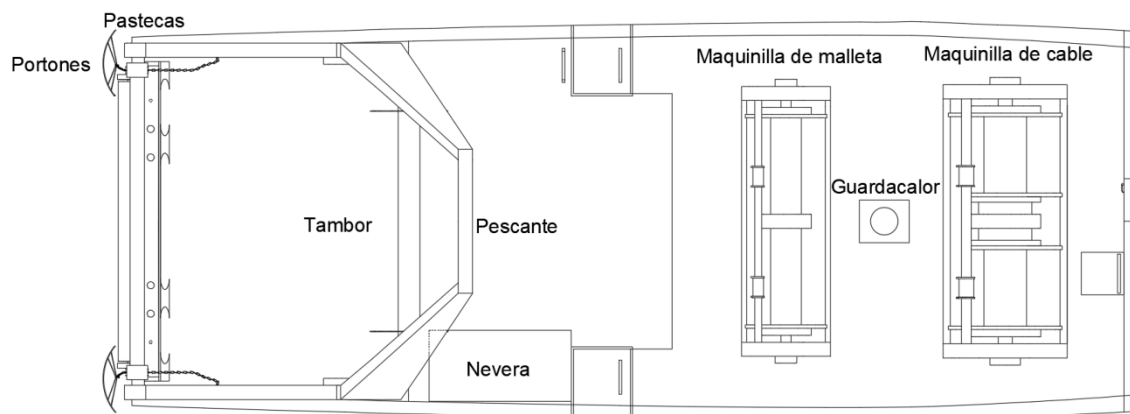 Pastecas
Portones
Maquinilla de malleta
Maquinilla de cable
Guardacalor
Tambor
Pescante
Nevera